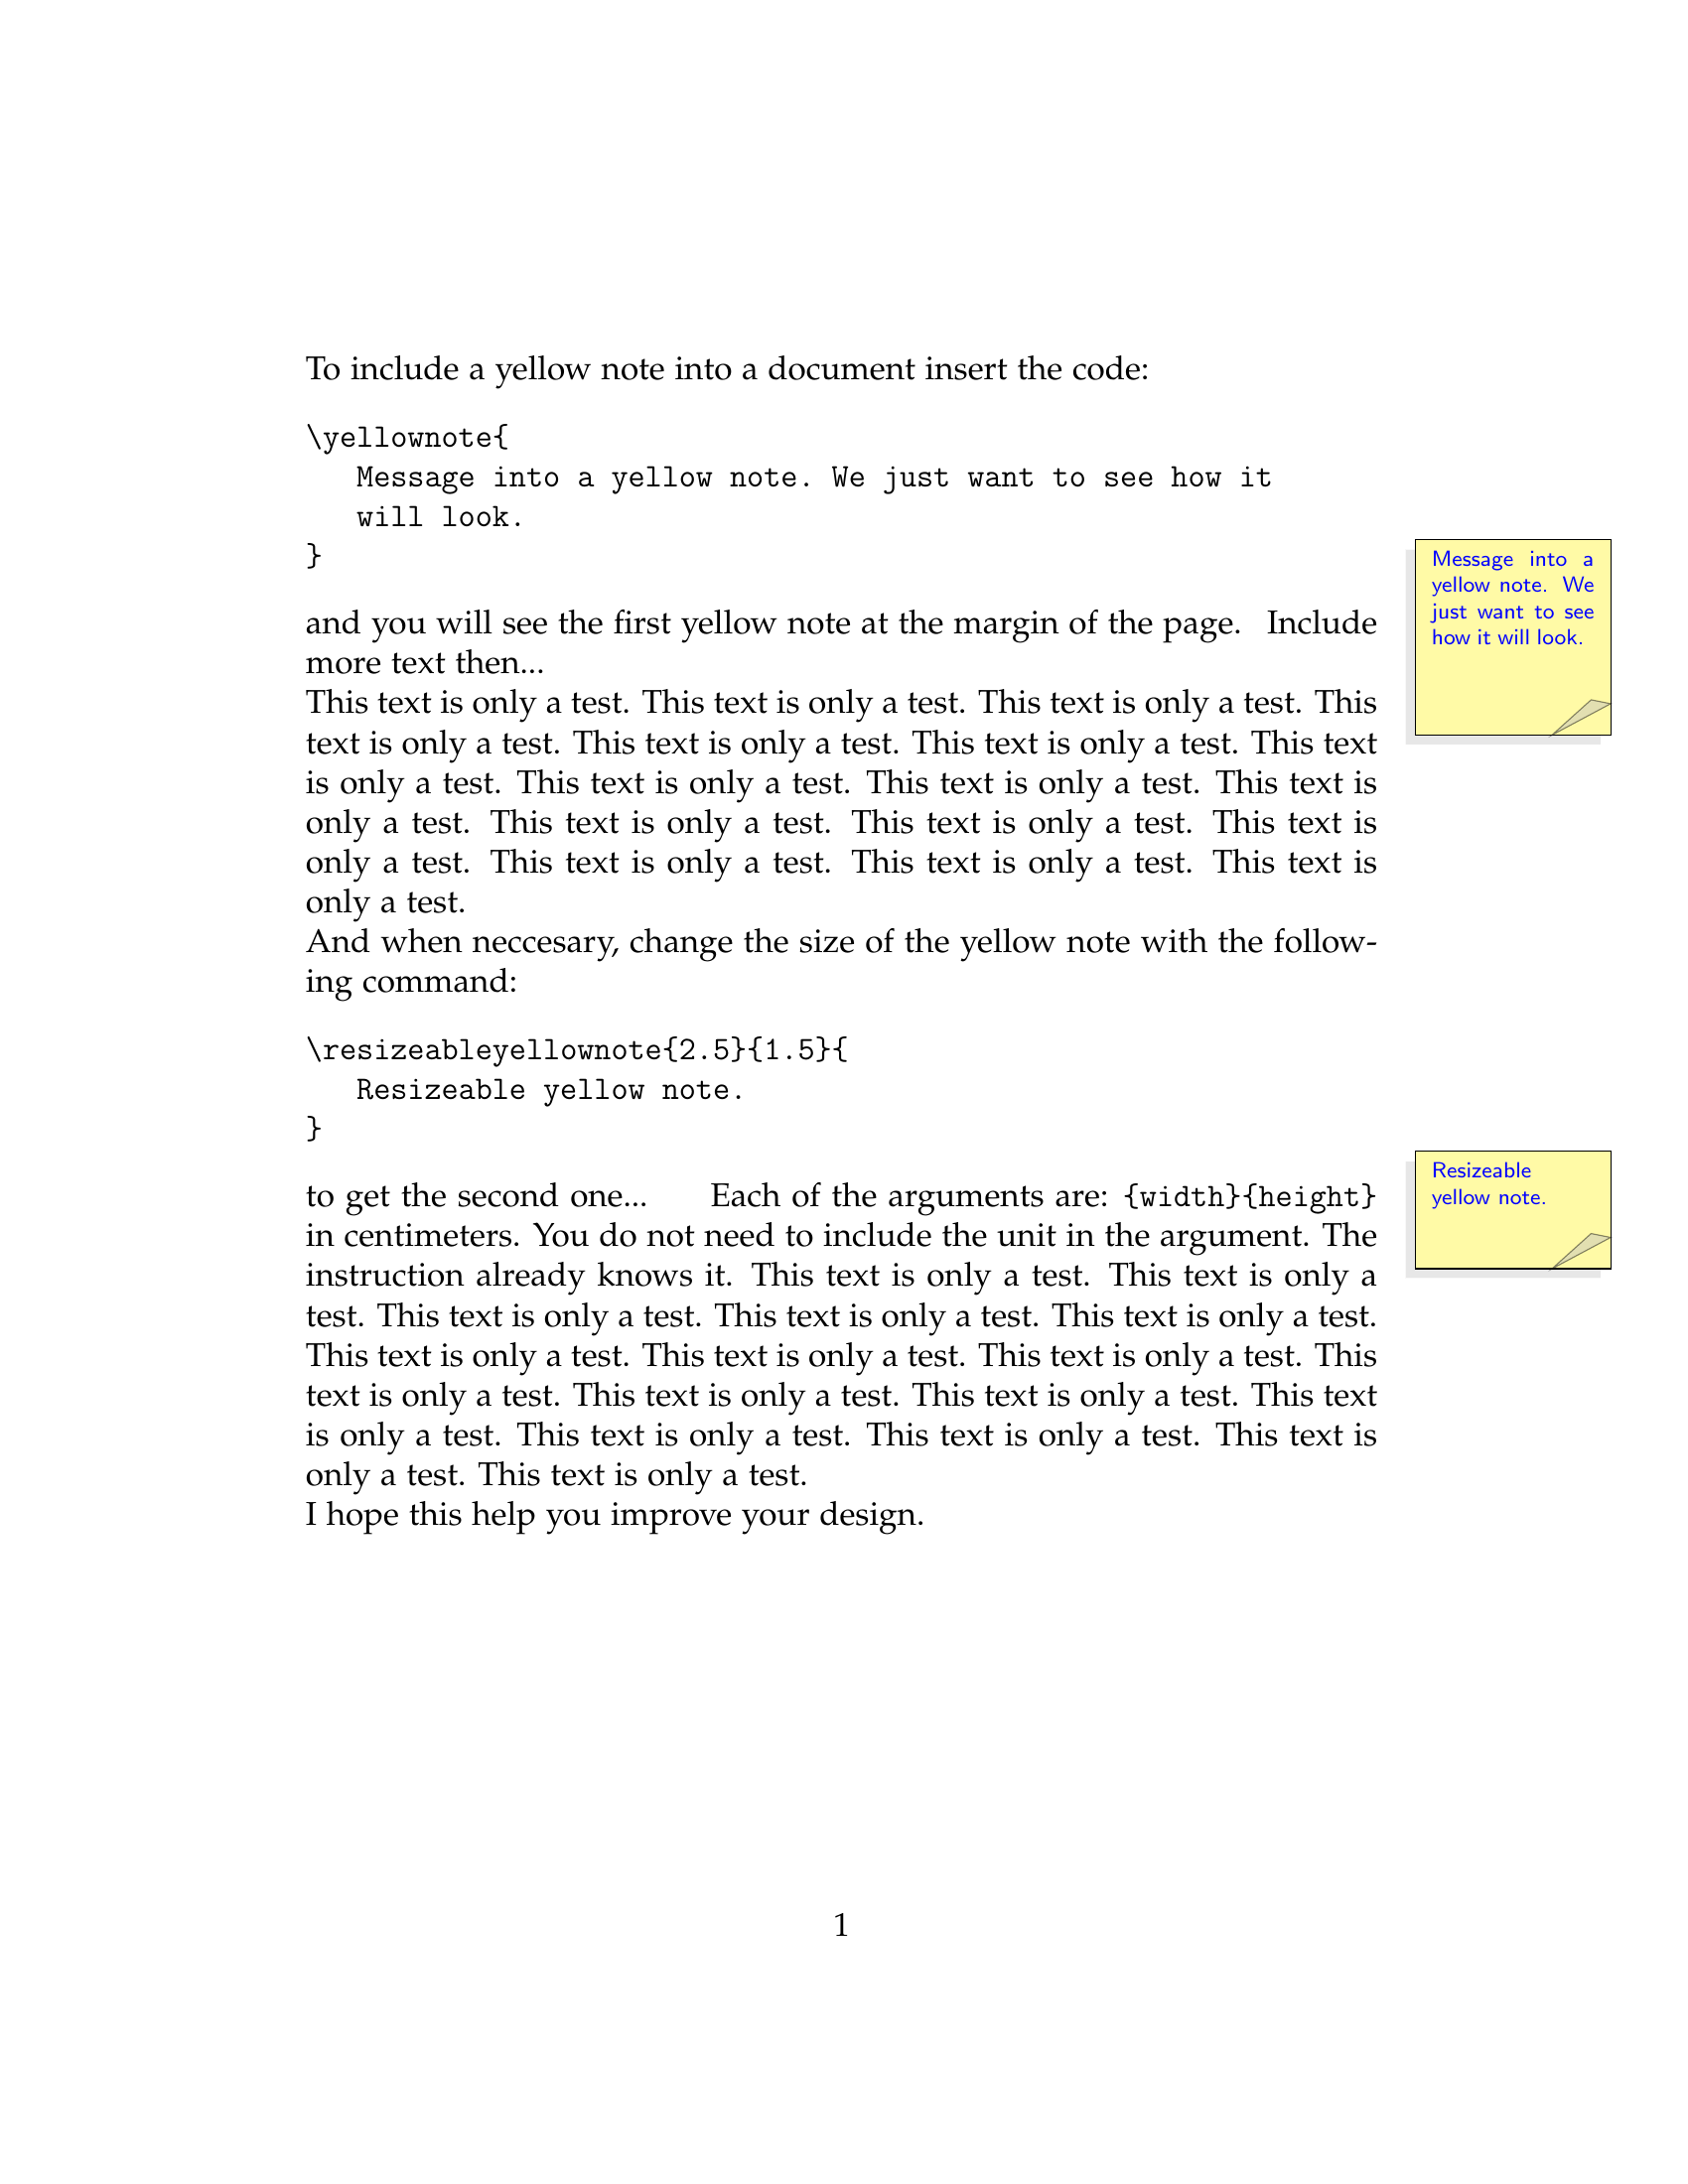 To include a yellow note into a document insert the code:
\yellownote{
   Message into a yellow note. We just want to see how it
   will look.
}
Message into a
yellow note. We
just want to see
how it will look.
and you will see the first yellow note at the margin of the page. Include
more text then...
This text is only a test. This text is only a test. This text is only a test. This
text is only a test. This text is only a test. This text is only a test. This text
is only a test. This text is only a test. This text is only a test. This text is
only a test. This text is only a test. This text is only a test. This text is
only a test. This text is only a test. This text is only a test. This text is
only a test.
And when neccesary, change the size of the yellow note with the follow-
ing command:
\resizeableyellownote{2.5}{1.5}{
   Resizeable yellow note.
}
Resizeable
yellow note.
to get the second one... Each of the arguments are: {width}{height}
in centimeters. You do not need to include the unit in the argument. The
instruction already knows it. This text is only a test. This text is only a
test. This text is only a test. This text is only a test. This text is only a test.
This text is only a test. This text is only a test. This text is only a test. This
text is only a test. This text is only a test. This text is only a test. This text
is only a test. This text is only a test. This text is only a test. This text is
only a test. This text is only a test.
I hope this help you improve your design.
1